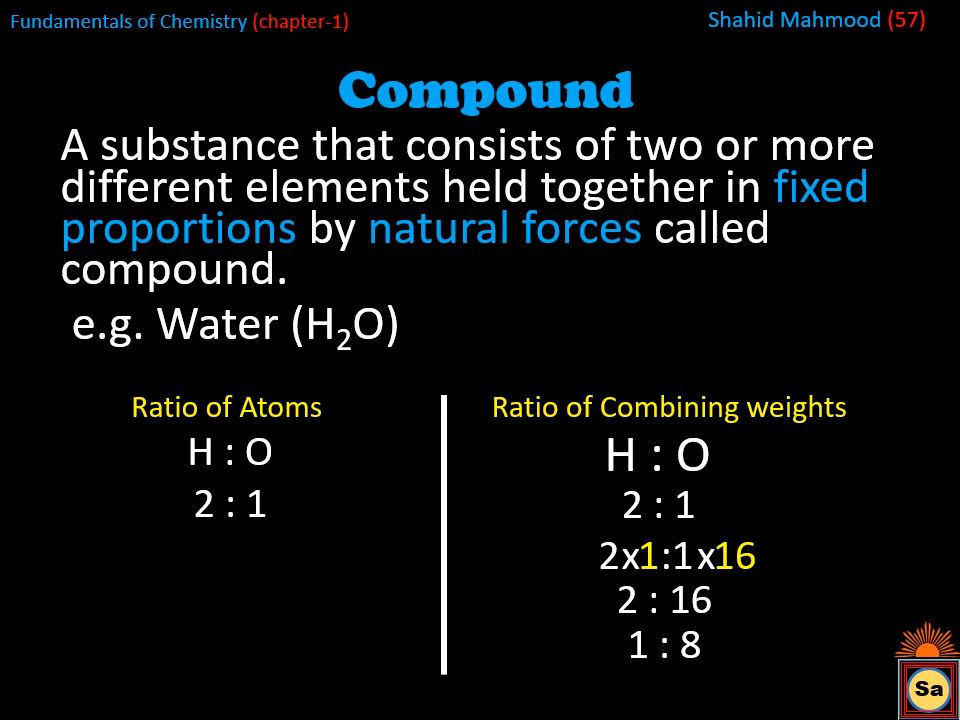 Fundamentals of Chemistry (chapter-1)
Shahid Mahmood (57)
Compound
A substance that consists of two or more
different elements held together in fixed
proportions by natural forces called
compound.
e.g. Water (H₂O)
Ratio of Atoms
H : O
2 : 1
Ratio of Combining weights
H : O
2 : 1
2x1:1x16
2 : 16
1 : 8
Sa